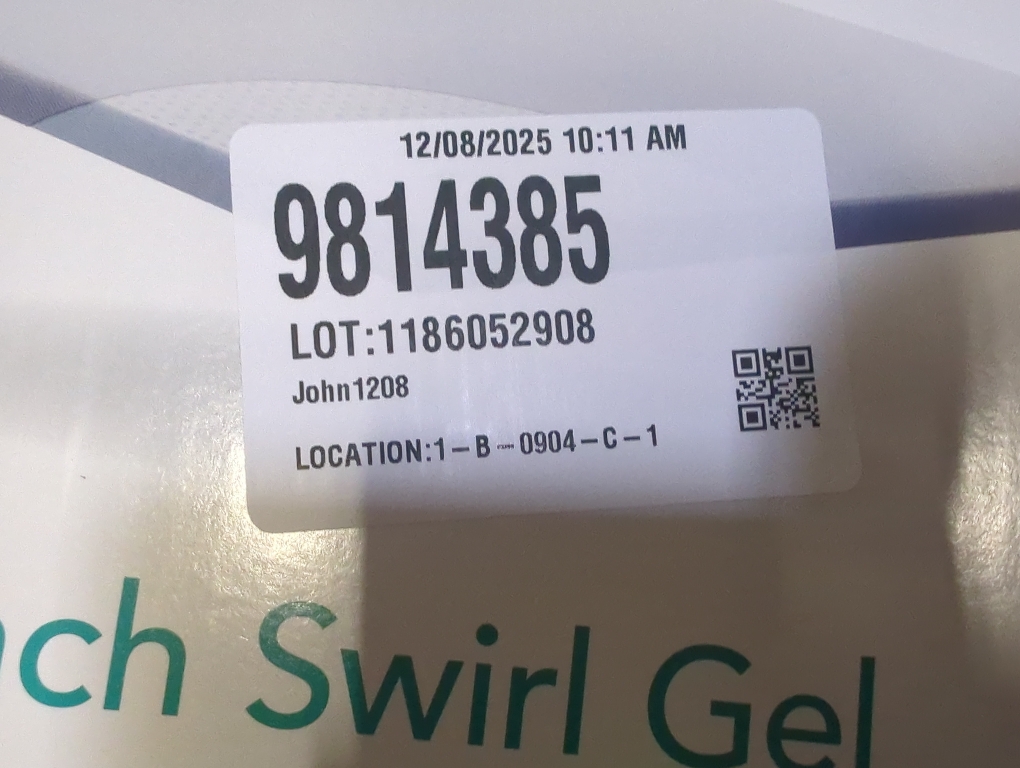 12/08/2025 10:11 AM
9814385
LOT:1186052908
John1208
LOCATION:1-B-0904-C-1
Swirl Gel